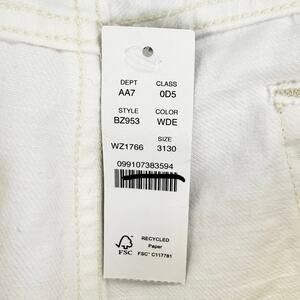 DEPT CLASS
AA7 0D5
STYLE COLOR
BZ953 WDE
SIZE
WZ1766 3130
099107383594
RECYCLED
Paper
FSC FSC® C117781